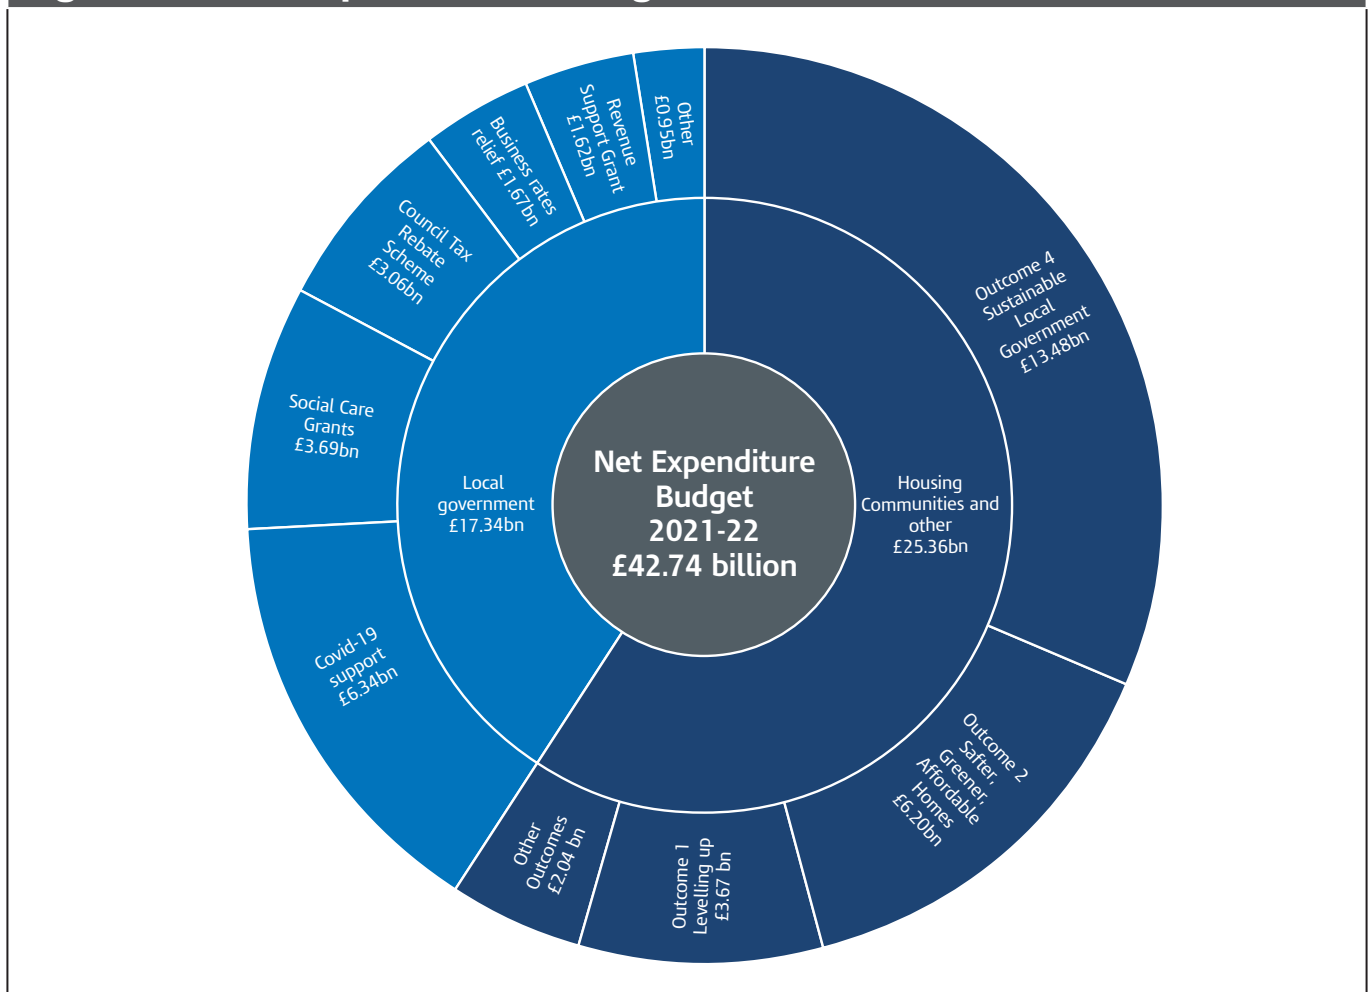 Net Expenditure
Budget
2021-22
£42.74 billion
Housing
Communities and
other
£25.36bn
Local
government
£17.34bn
Outcome 4
Sustainable
Local
Government
£13.48bn
Outcome 2
Safter,
Greener,
Affordable
Homes
£6.20bn
Outcome 1
Levelling up
£3.67 bn
Other
Outcomes
£2.04 bn
Covid-19
support
£6.34bn
Social Care
Grants
£3.69bn
Council Tax
Rebate
Scheme
£3.06bn
Business rates
relief £1.67bn
Revenue
Support Grant
£1.62bn
Other
£0.95bn